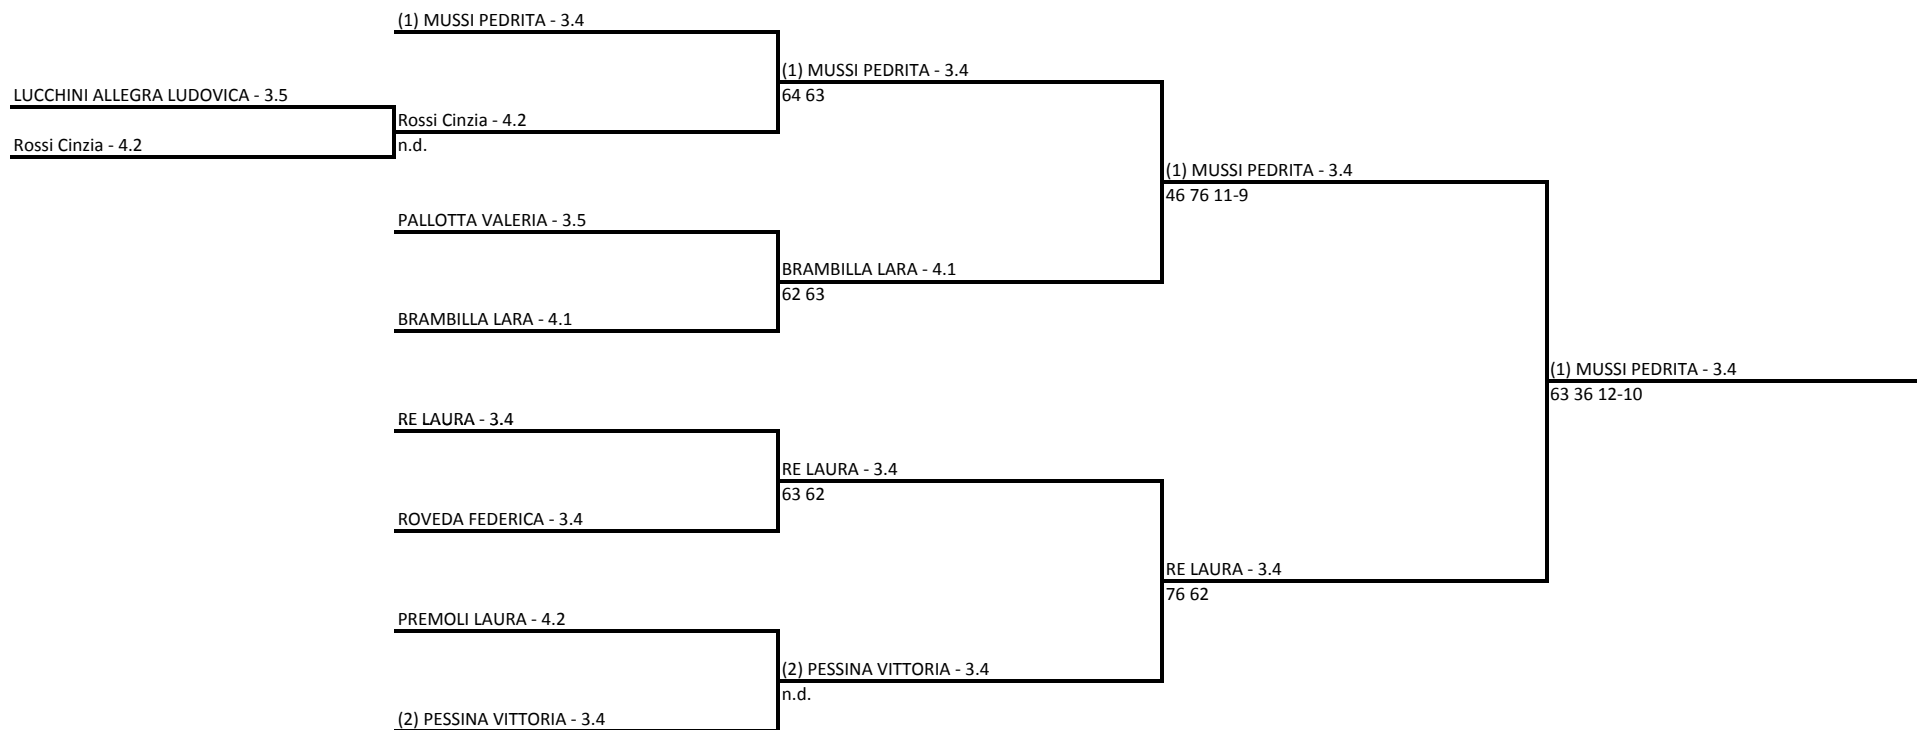 (1) MUSSI PEDRITA - 3.4
(1) MUSSI PEDRITA - 3.4
LUCCHINI ALLEGRA LUDOVICA - 3.5
64 63
Rossi Cinzia - 4.2
Rossi Cinzia - 4.2
n.d.
(1) MUSSI PEDRITA - 3.4
46 76 11-9
PALLOTTA VALERIA - 3.5
BRAMBILLA LARA - 4.1
62 63
BRAMBILLA LARA - 4.1
(1) MUSSI PEDRITA - 3.4
63 36 12-10
RE LAURA - 3.4
RE LAURA - 3.4
63 62
ROVEDA FEDERICA - 3.4
RE LAURA - 3.4
76 62
PREMOLI LAURA - 4.2
(2) PESSINA VITTORIA - 3.4
n.d.
(2) PESSINA VITTORIA - 3.4